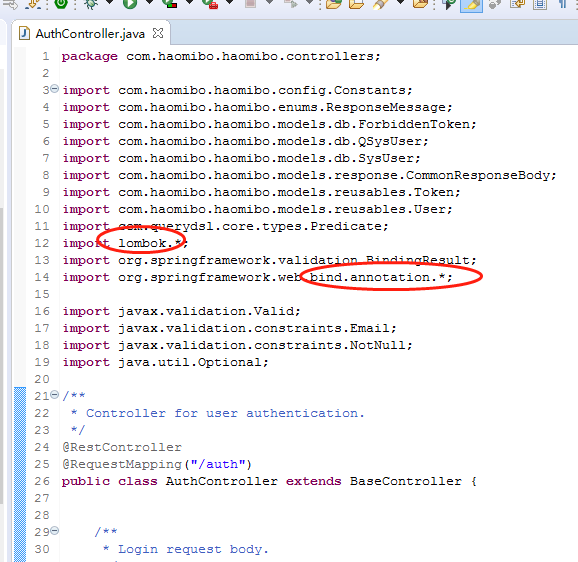 AuthController.java
1 package com.haomibo.haomibo.controllers;
2
3 import com.haomibo.haomibo.config.Constants;
4 import com.haomibo.haomibo.enums.ResponseMessage;
5 import com.haomibo.haomibo.models.db.ForbiddenToken;
6 import com.haomibo.haomibo.models.db.QSysUser;
7 import com.haomibo.haomibo.models.db.SysUser;
8 import com.haomibo.haomibo.models.response.CommonResponseBody;
9 import com.haomibo.haomibo.models.reusables.Token;
10 import com.haomibo.haomibo.models.reusables.User;
11 import com.querydsl.core.types.Predicate;
12 import lombok.*;
13 import org.springframework.validation.BindingResult;
14 import org.springframework.web.bind.annotation.*;
15
16 import javax.validation.Valid;
17 import javax.validation.constraints.Email;
18 import javax.validation.constraints.NotNull;
19 import java.util.Optional;
20
21 /**
22 * Controller for user authentication.
23 */
24 @RestController
25 @RequestMapping("/auth")
26 public class AuthController extends BaseController {
27
28
29 /**
30 * Login request body.